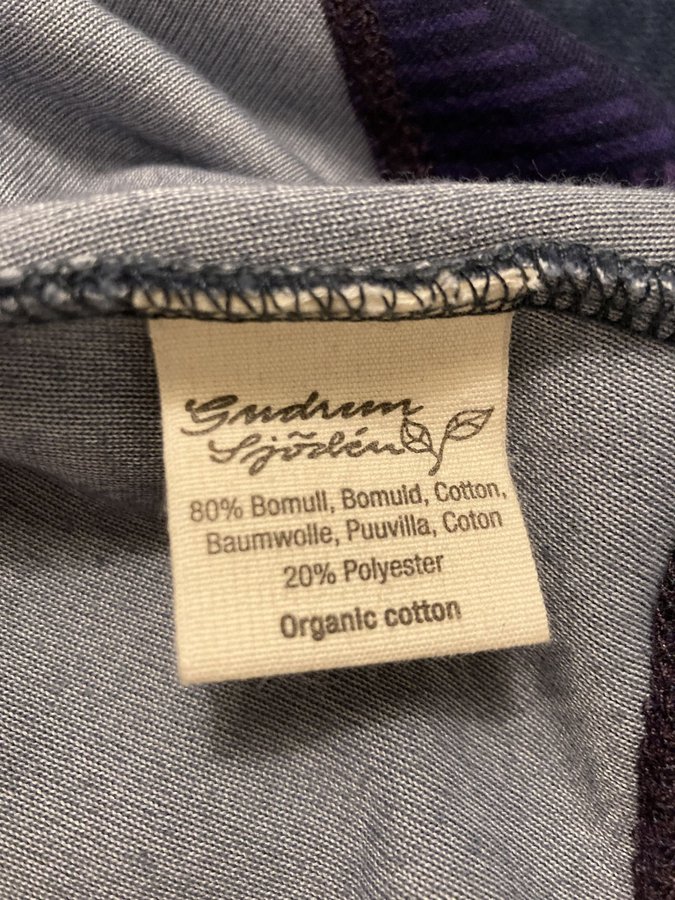 Gudrun
Sjödén
80% Bomull, Bomuld, Cotton,
Baumwolle, Puuvilla, Coton
20% Polyester
Organic cotton